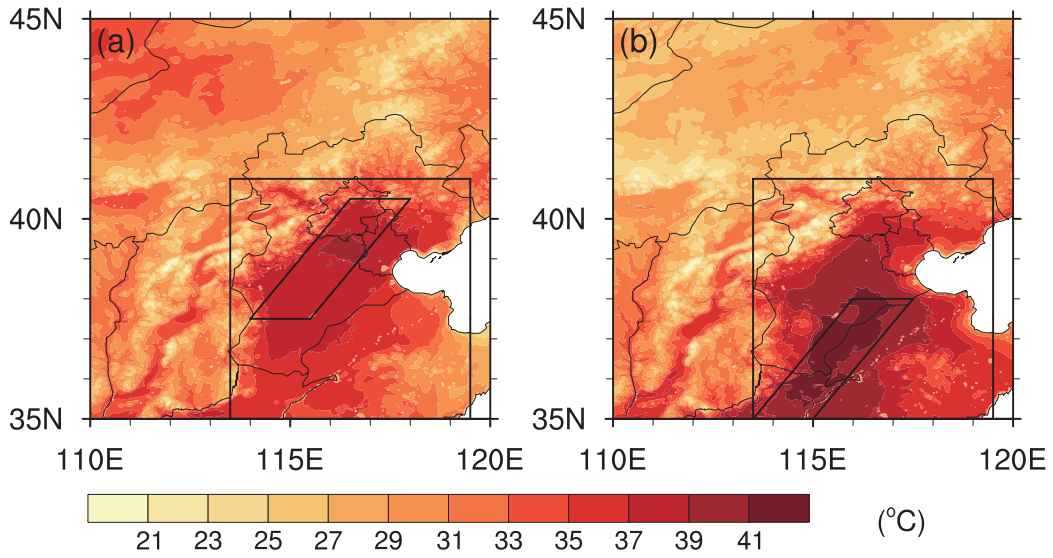 45N (a) 45N (b)
40N 40N
35N 35N
110E 115E 120E 110E 115E 120E
21 23 25 27 29 31 33 35 37 39 41 (°C)